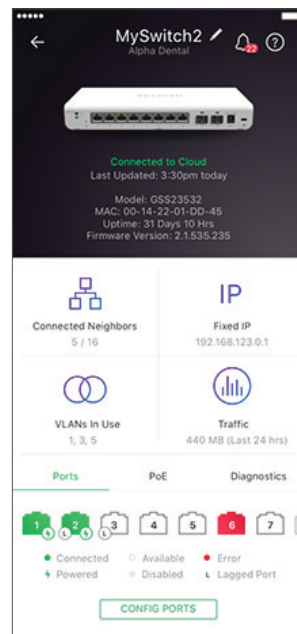 MySwitch2
Alpha Dental
22
?
Connected to Cloud
Last Updated: 3:30pm today
Model: GSS23532
MAC: 00-14-22-01-DD-45
Uptime: 31 Days 10 Hrs
Firmware Version: 2.1.535.235
Connected Neighbors
5 / 16
IP
Fixed IP
192.168.123.0.1
VLANs In Use
1, 3, 5
Traffic
440 MB (Last 24 hrs)
Ports PoE Diagnostics
1 2 3 4 5 6 7
L L
Connected Available Error
Powered Disabled L Lagged Port
CONFIG PORTS